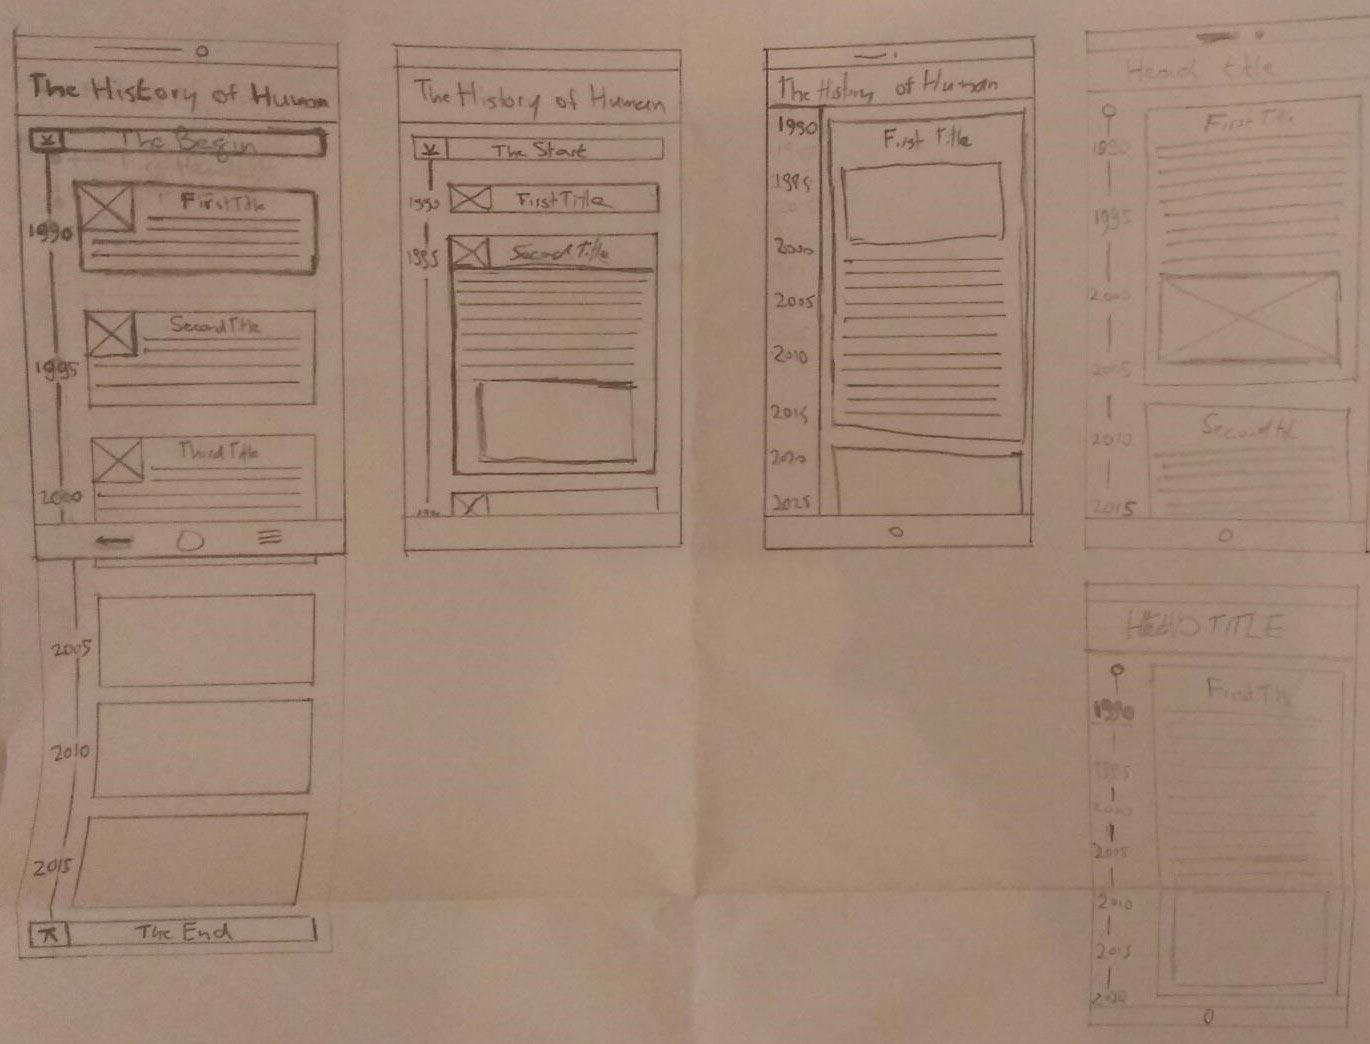 The History of Human
The Begin
First Title
1990
Second Title
1995
Third Title
2000
2005
2010
2015
The End
The History of Human
The Start
1990
First Title
1995
Second Title
The History of Human
1990
First Title
1995
2000
2005
2010
2015
2020
2025
Head title
First Title
1990
1995
2000
2005
Second ttl
2010
2015
HEAD TITLE
First Ttle
1990
1995
2000
2005
2010
2015
2020